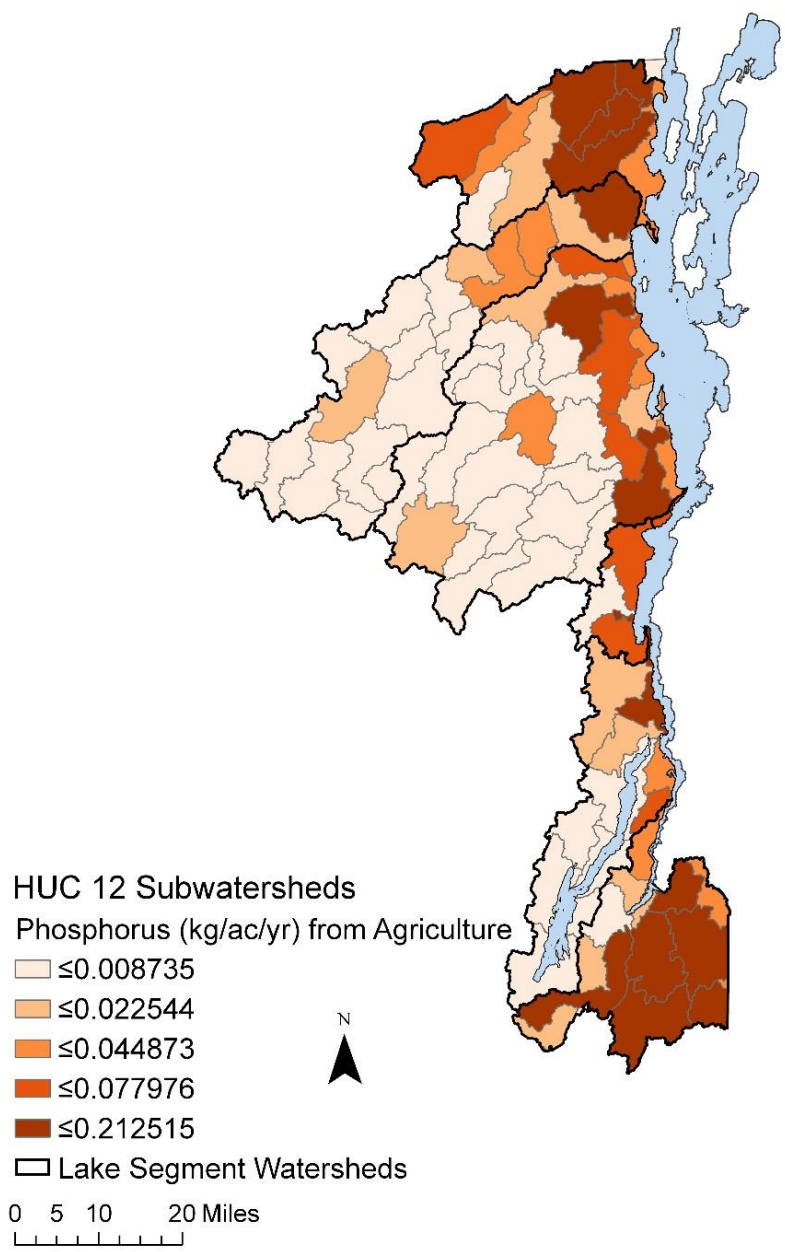 HUC 12 Subwatersheds
Phosphorus (kg/ac/yr) from Agriculture
≤0.008735
≤0.022544
≤0.044873
≤0.077976
≤0.212515
Lake Segment Watersheds
N
0 5 10 20 Miles